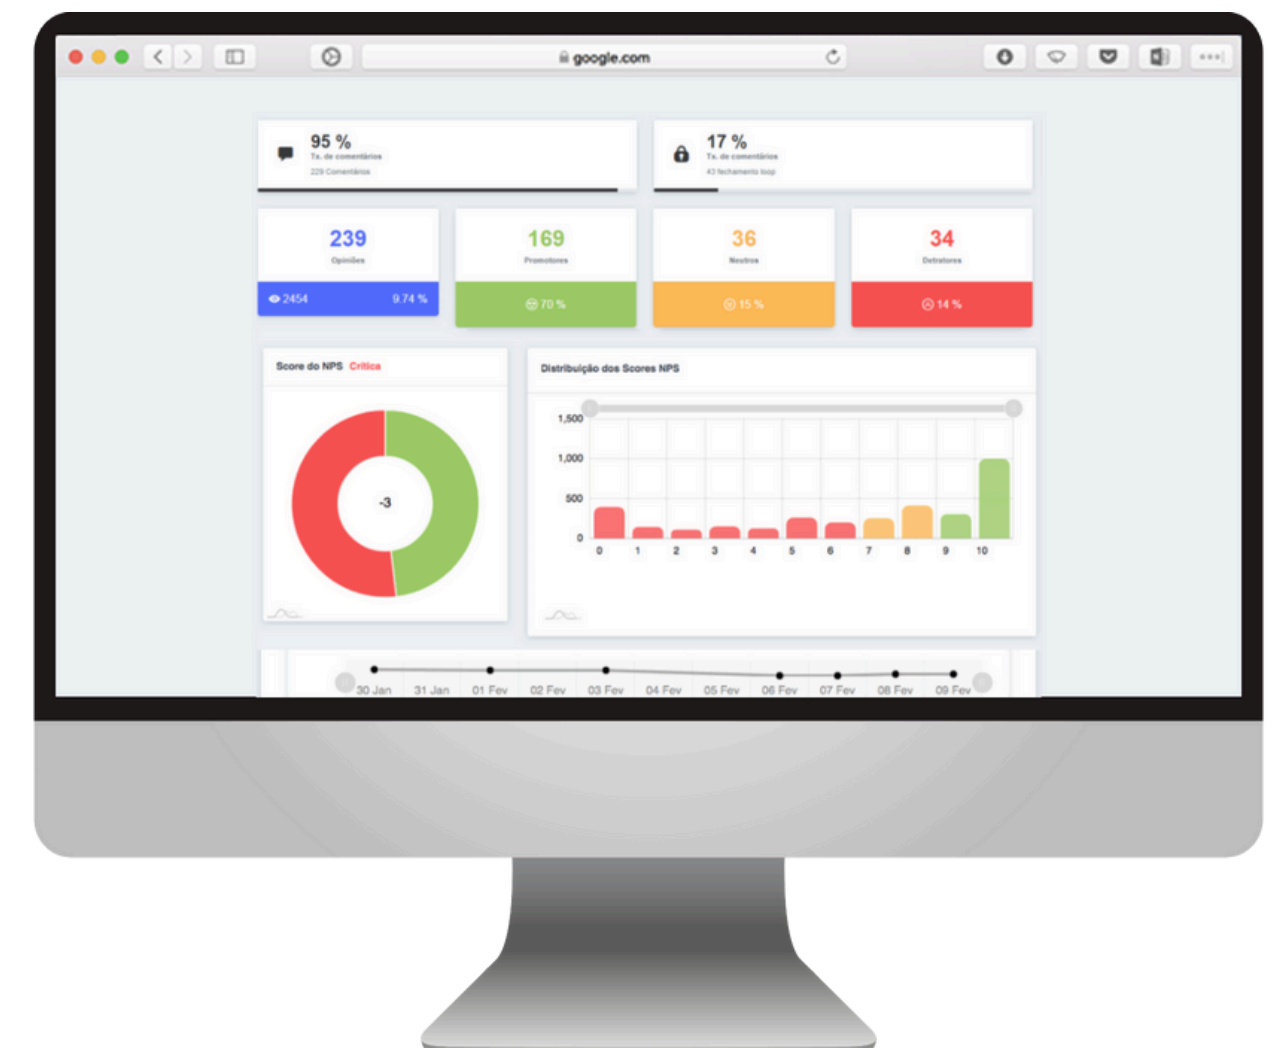 google.com
95 %
Tx. de comentários
229 Comentários
17 %
Tx. de comentários
43 fechamento loop
239
Opiniões
2454 9.74 %
169
Promotores
70 %
36
Neutros
15 %
34
Detratores
14 %
Score do NPS Crítica
-3
Distribuição dos Scores NPS
1,500
1,000
500
0
0 1 2 3 4 5 6 7 8 9 10
30 Jan 31 Jan 01 Fev 02 Fev 03 Fev 04 Fev 05 Fev 06 Fev 07 Fev 08 Fev 09 Fev